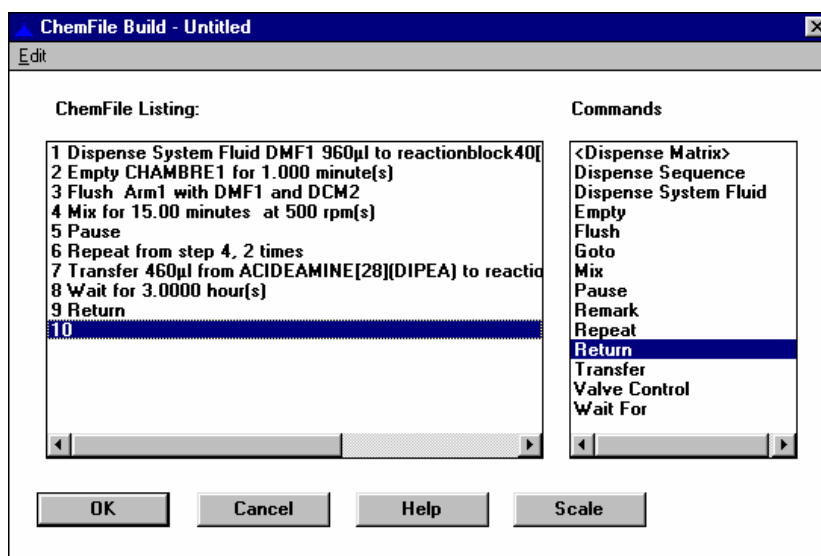 ChemFile Build - Untitled
Edit
ChemFile Listing:
1 Dispense System Fluid DMF1 960µl to reactionblock40[
2 Empty CHAMBRE1 for 1.000 minute(s)
3 Flush Arm1 with DMF1 and DCM2
4 Mix for 15.00 minutes at 500 rpm(s)
5 Pause
6 Repeat from step 4, 2 times
7 Transfer 460µl from ACIDEAMINE[28](DIPEA) to reactio
8 Wait for 3.0000 hour(s)
9 Return
10
Commands
<Dispense Matrix>
Dispense Sequence
Dispense System Fluid
Empty
Flush
Goto
Mix
Pause
Remark
Repeat
Return
Transfer
Valve Control
Wait For
OK Cancel Help Scale